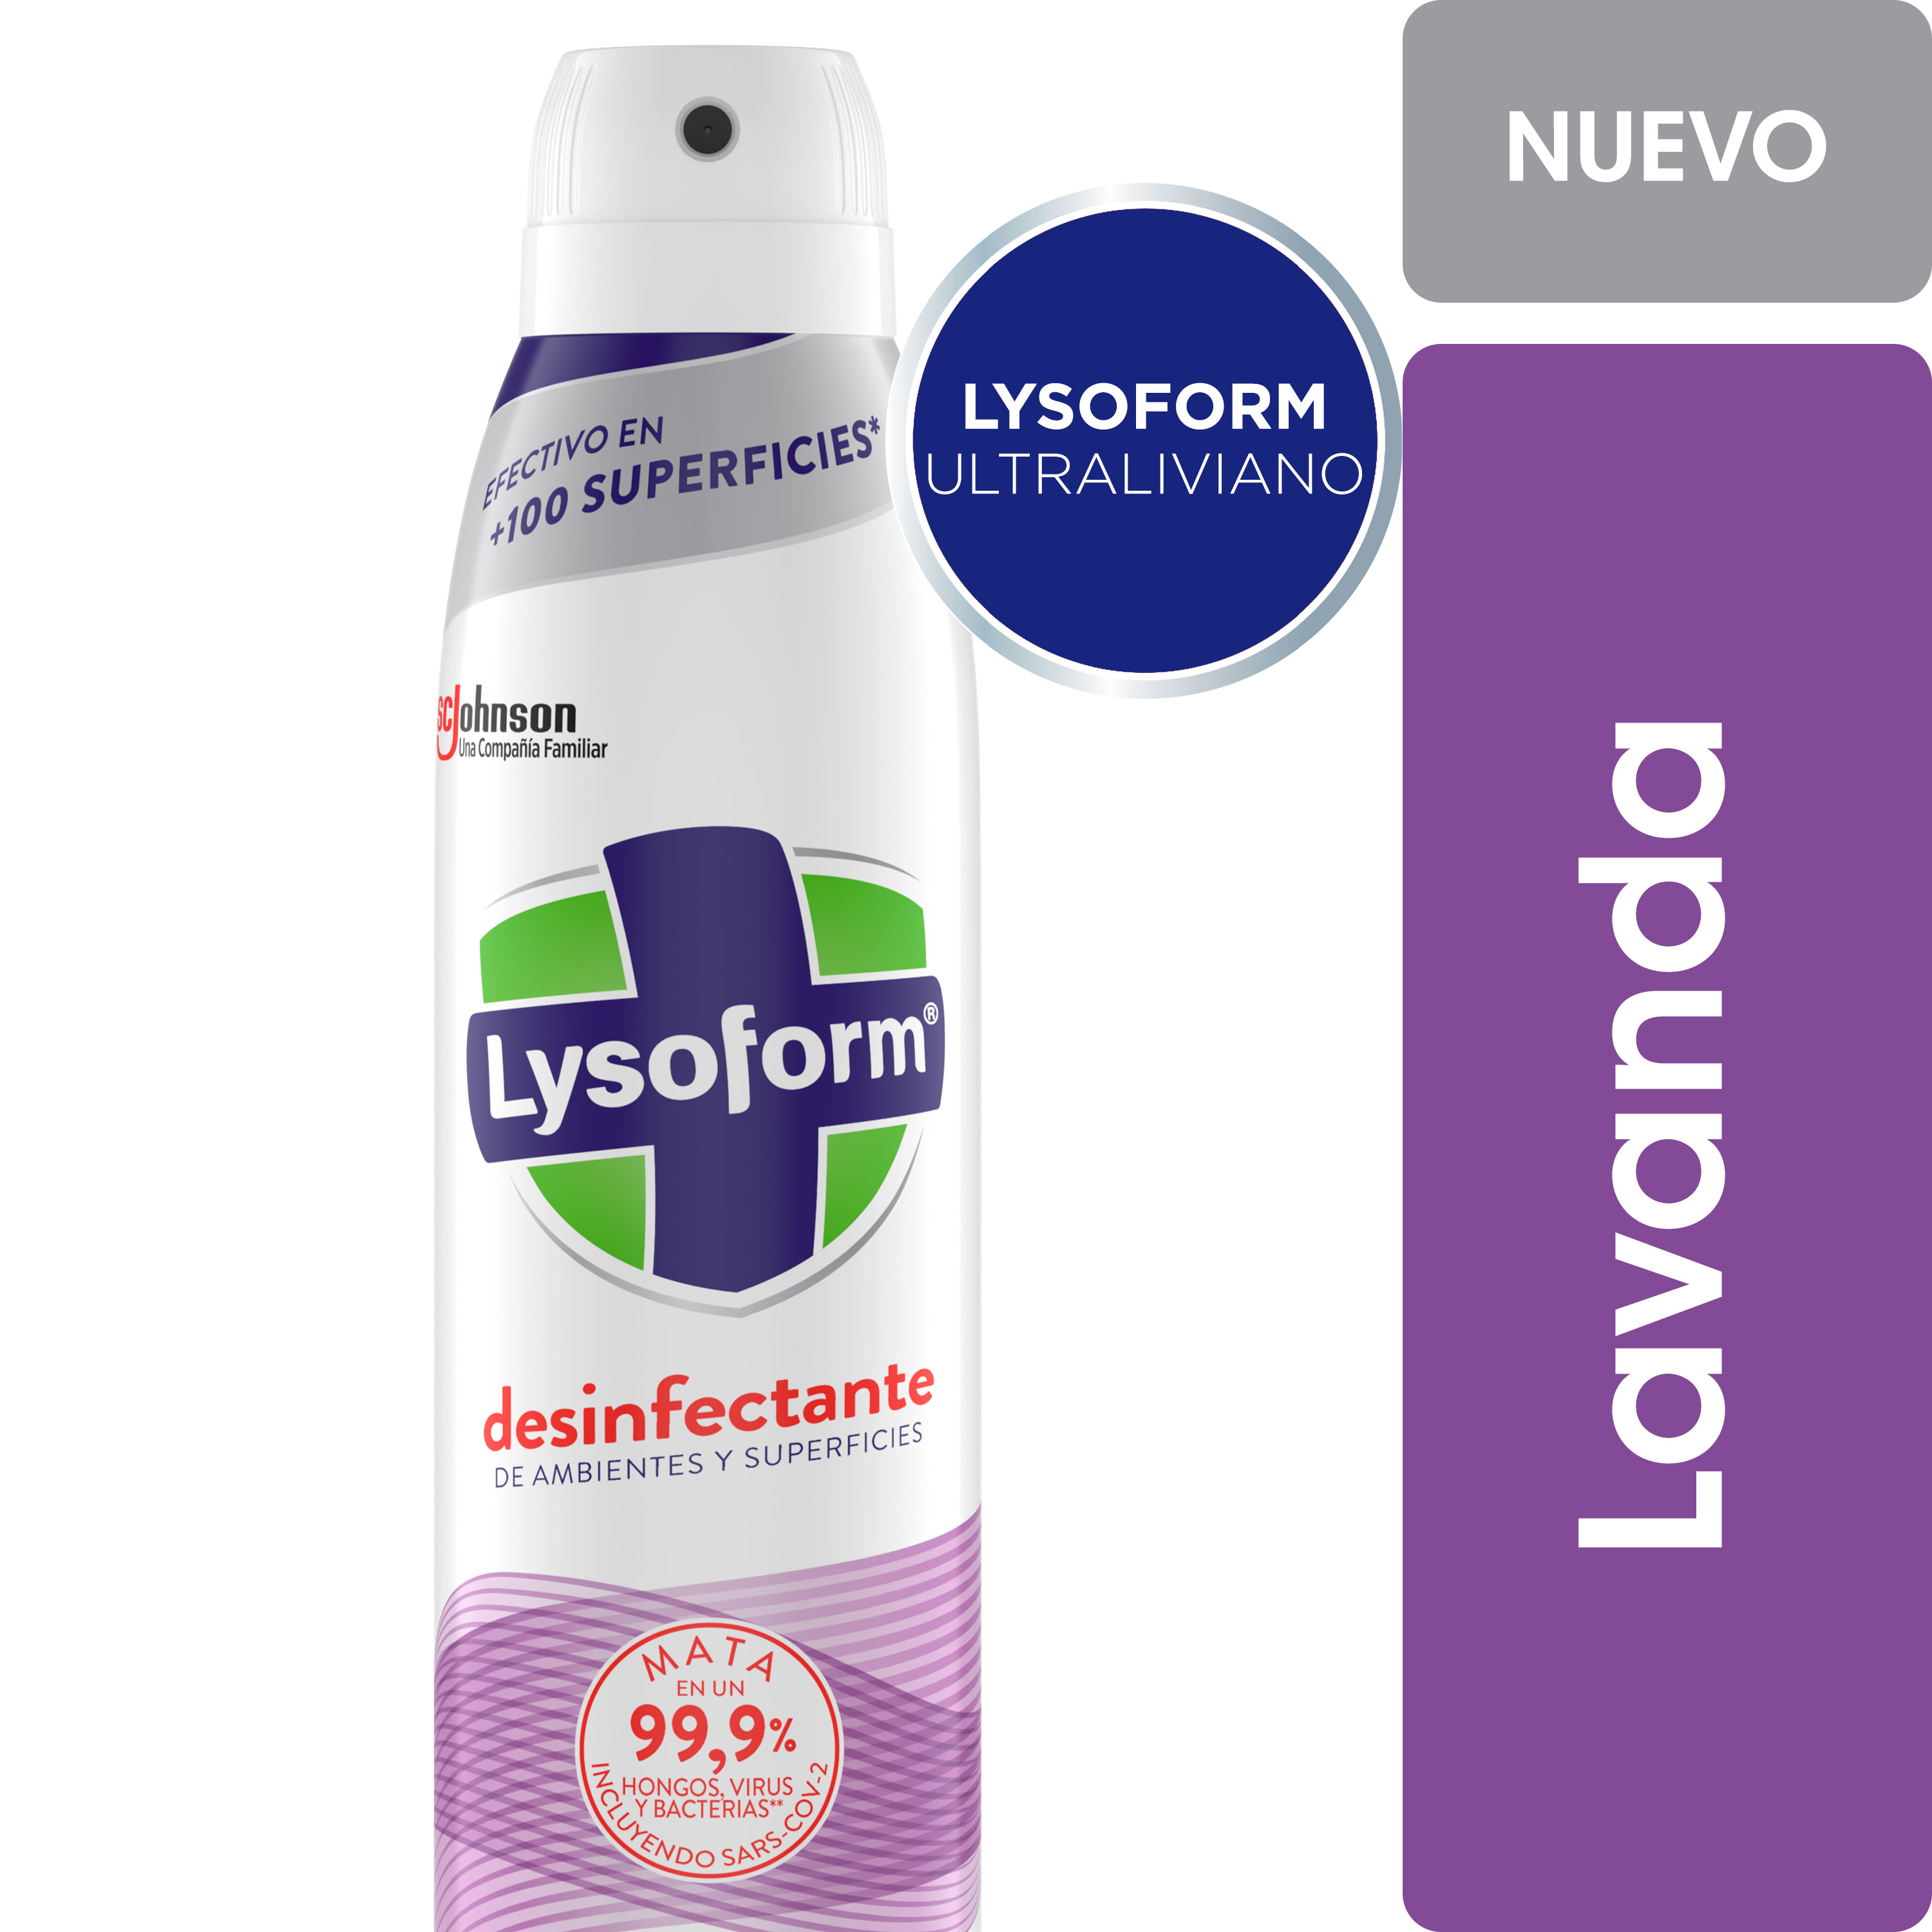 NUEVO
LYSOFORM
ULTRALIVIANO
Lavanda
EFECTIVO EN
+100 SUPERFICIES*
scJohnson
Una Compañía Familiar
Lysoform®
desinfectante
DE AMBIENTES Y SUPERFICIES
MATA
EN UN
99,9%
HONGOS, VIRUS
Y BACTERIAS**
INCLUYENDO SARS-COV-2